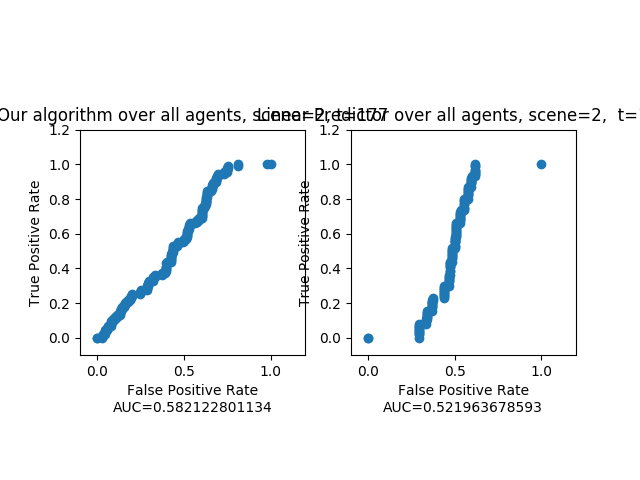 Our algorithm over all agents, scene=2, t=177
Linear Predictor over all agents, scene=2, t=
True Positive Rate
1.2
1.0
0.8
0.6
0.4
0.2
0.0
0.0 0.5 1.0
False Positive Rate
AUC=0.582122801134
True Positive Rate
1.2
1.0
0.8
0.6
0.4
0.2
0.0
0.0 0.5 1.0
False Positive Rate
AUC=0.521963678593